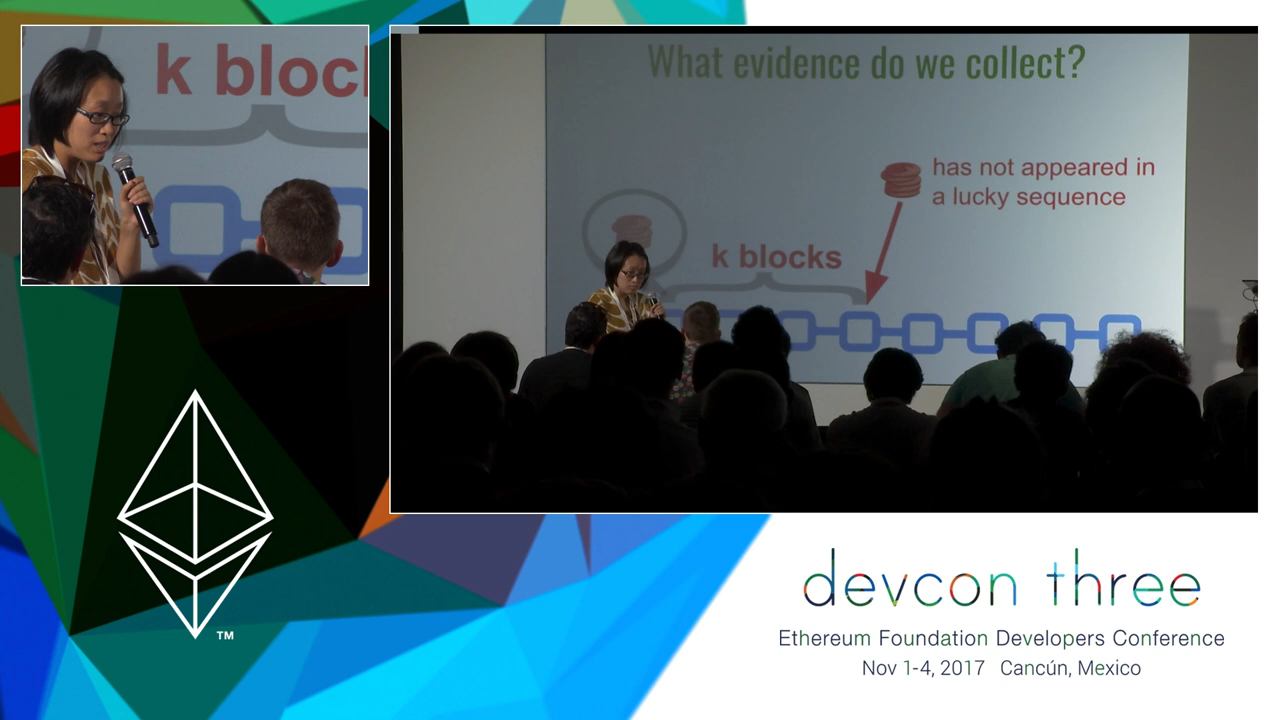 k bloc
What evidence do we collect?
has not appeared in
a lucky sequence
k blocks
TM
devcon three
Ethereum Foundation Developers Conference
Nov 1-4, 2017 Cancún, Mexico